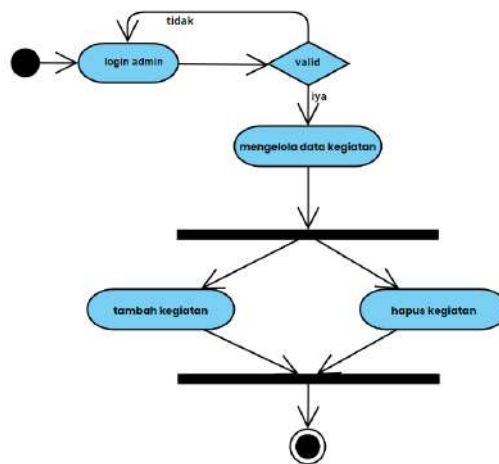 tidak
login admin
valid
iya
mengelola data kegiatan
tambah kegiatan
hapus kegiatan